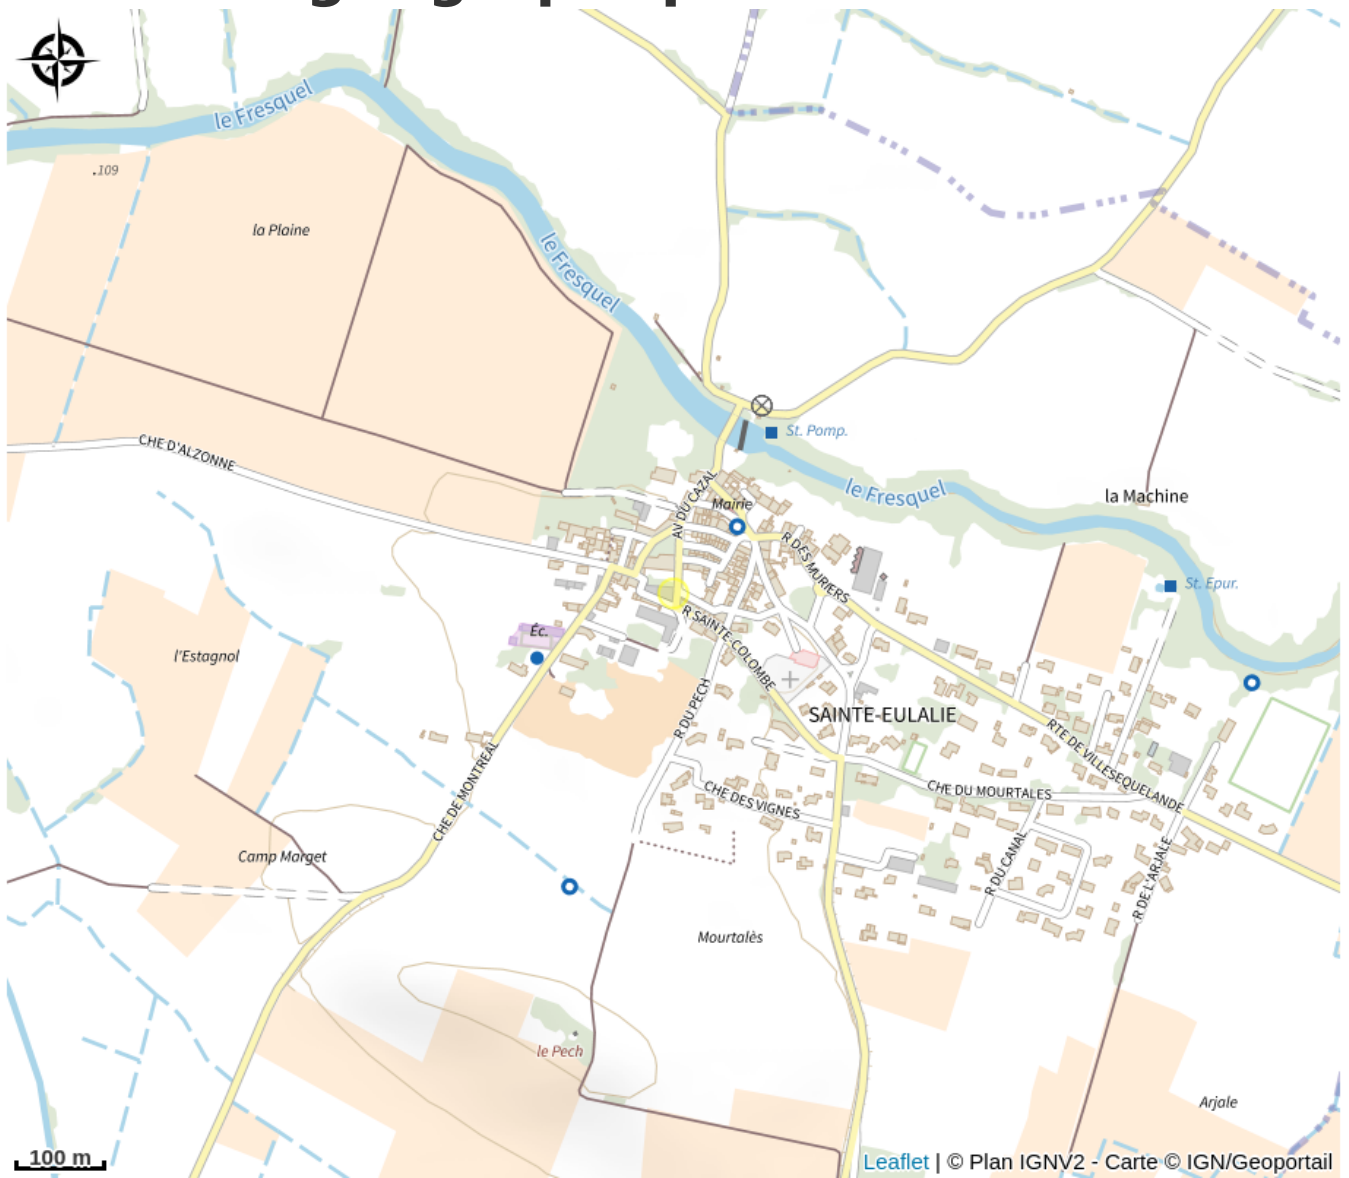 le Fresquel
109
la Plaine
le Fresquel
CHE D'ALZONNE
St. Pomp.
le Fresquel
la Machine
AV DU CAZAL
Mairie
R DES MURIERS
St. Epur.
R SAINTE-COLOMBE
Éc.
l'Estagnol
R DU PECH
SAINTE-EULALIE
RTE DE VILLESEQUELANDE
CHE DE MONTREAL
CHE DES VIGNES
CHE DU MOURTALES
Camp Marget
R DU CANAL
R DE L'ARJALE
Mourtalès
le Pech
Arjale
100 m
Leaflet | © Plan IGNV2 - Carte © IGN/Geoportail